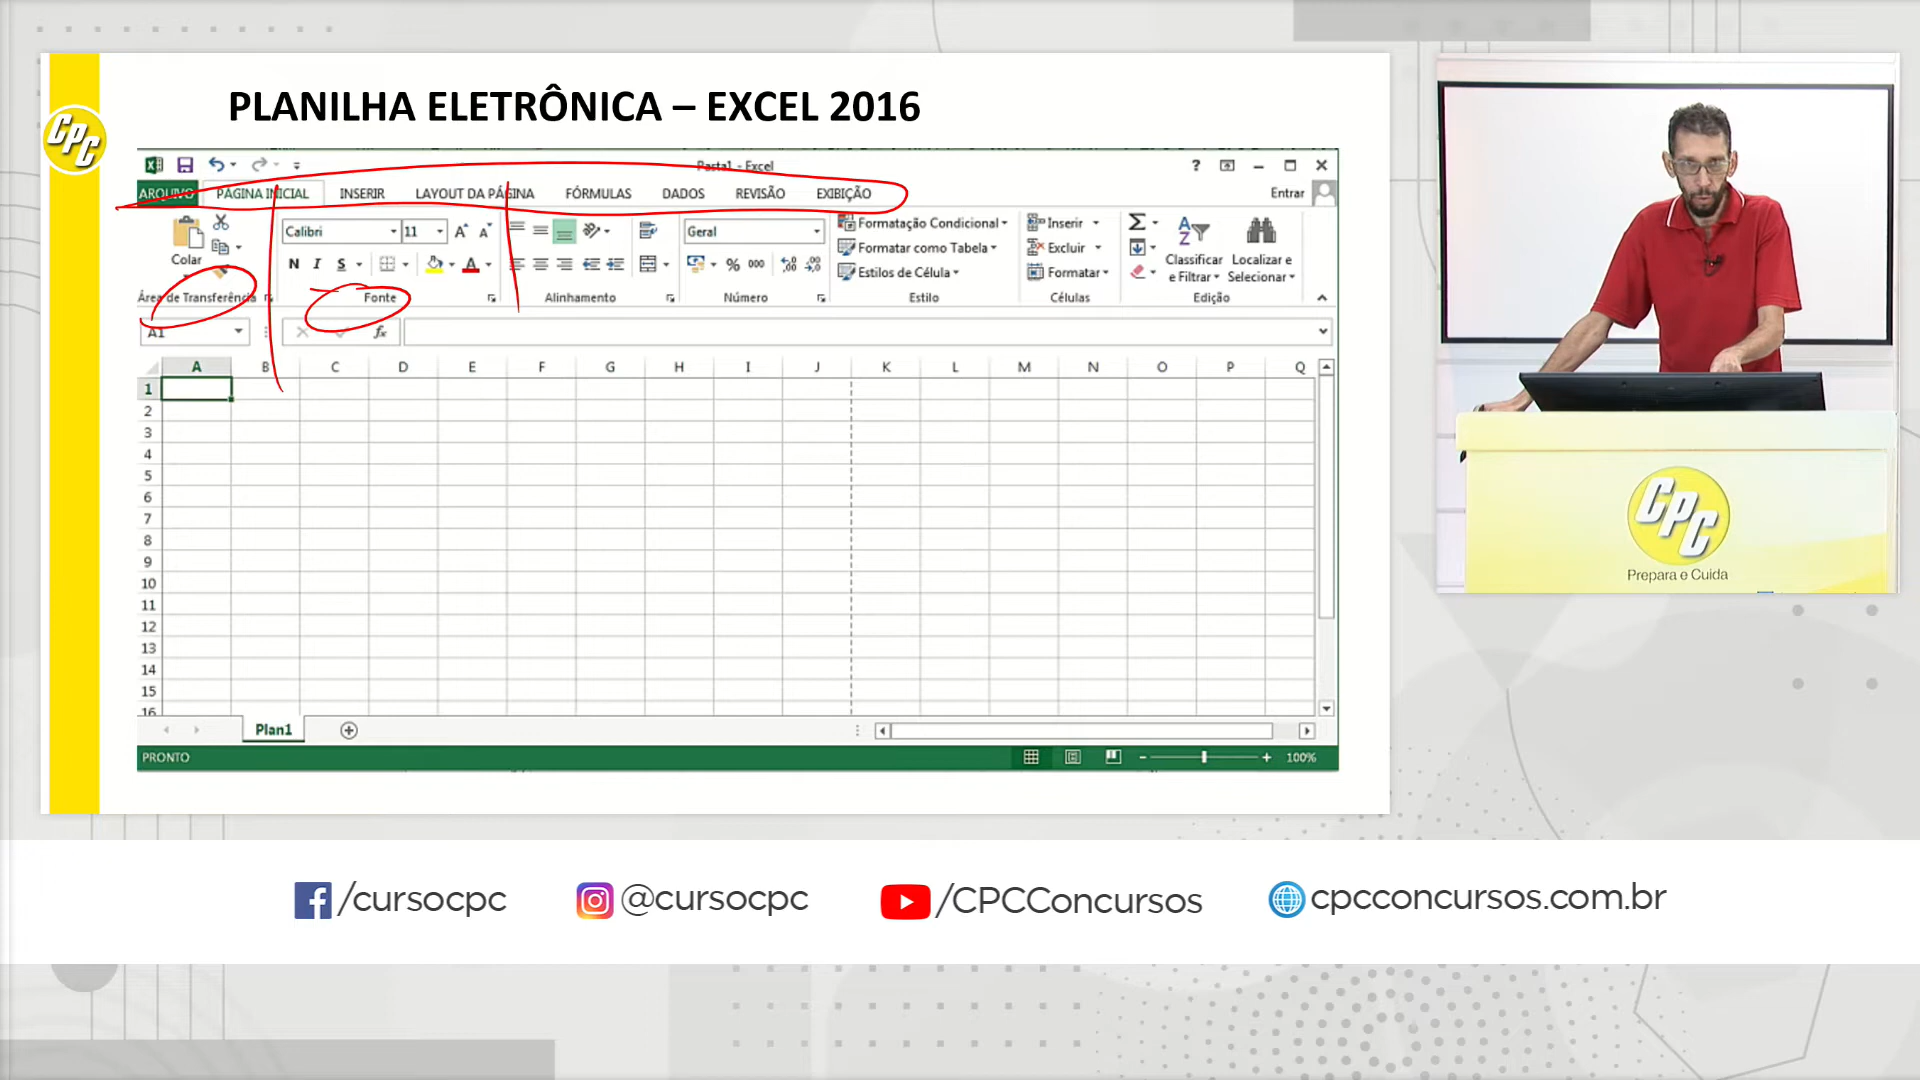 PLANILHA ELETRÔNICA – EXCEL 2016
CPC
Pasta1 - Excel
?
ARQUIVO PÁGINA INICIAL INSERIR LAYOUT DA PÁGINA FÓRMULAS DADOS REVISÃO EXIBIÇÃO Entrar
Colar
Calibri 11
N I S
Geral
% 000
Formatação Condicional
Formatar como Tabela
Estilos de Célula
Inserir
Excluir
Formatar
Σ
Classificar e Filtrar
Localizar e Selecionar
Área de Transferência Fonte Alinhamento Número Estilo Células Edição
A1 fx
A B C D E F G H I J K L M N O P Q
1
2
3
4
5
6
7
8
9
10
11
12
13
14
15
16
Plan1
PRONTO 100%
CPC
Prepara e Cuida
/cursocpc @cursocpc /CPCConcursos cpcconcursos.com.br